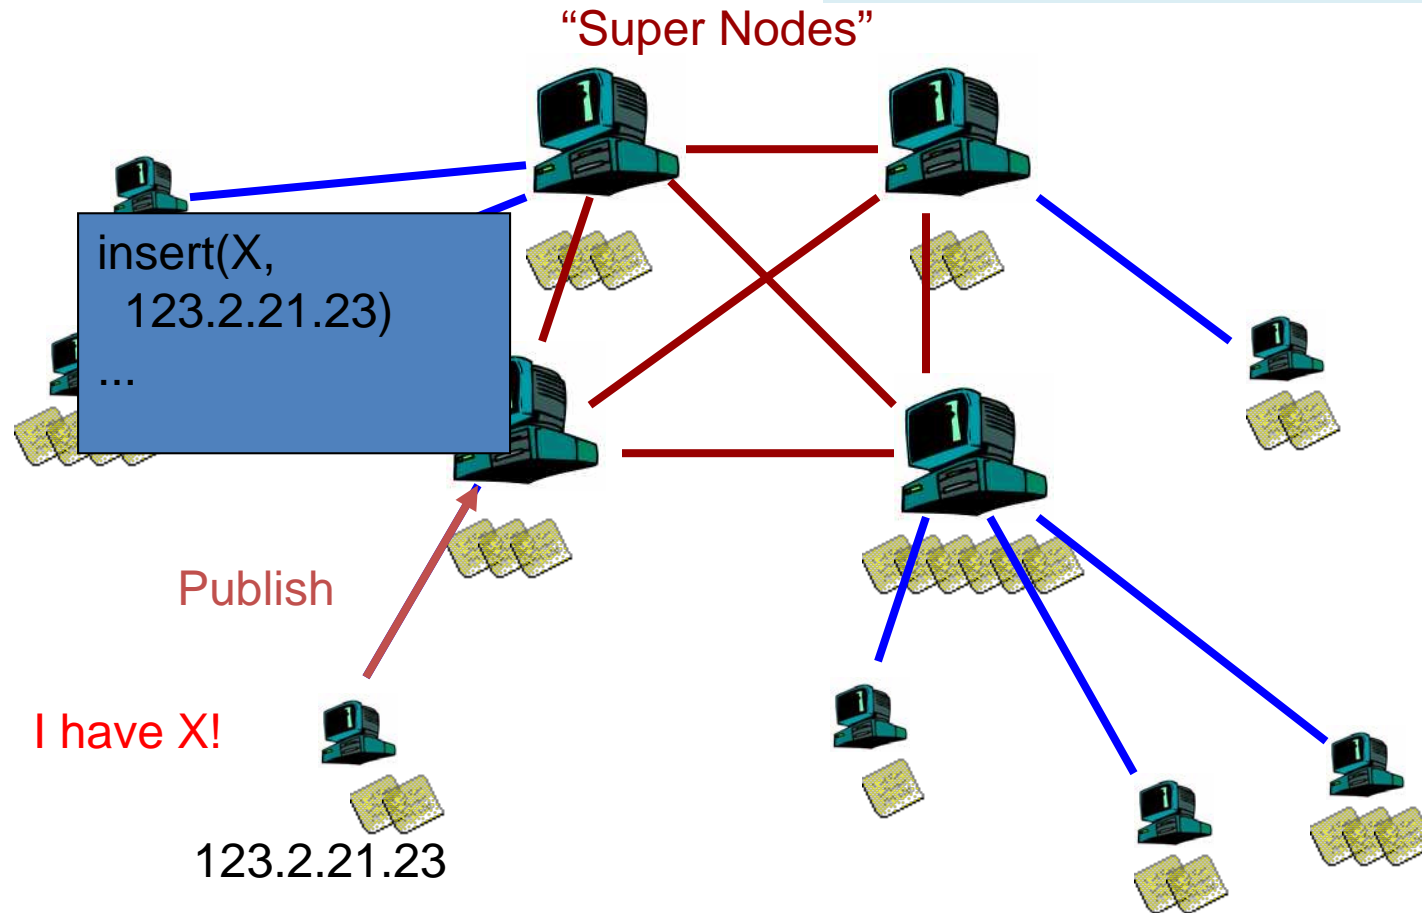 “Super Nodes”
insert(X,
123.2.21.23)
...
Publish
I have X!
123.2.21.23